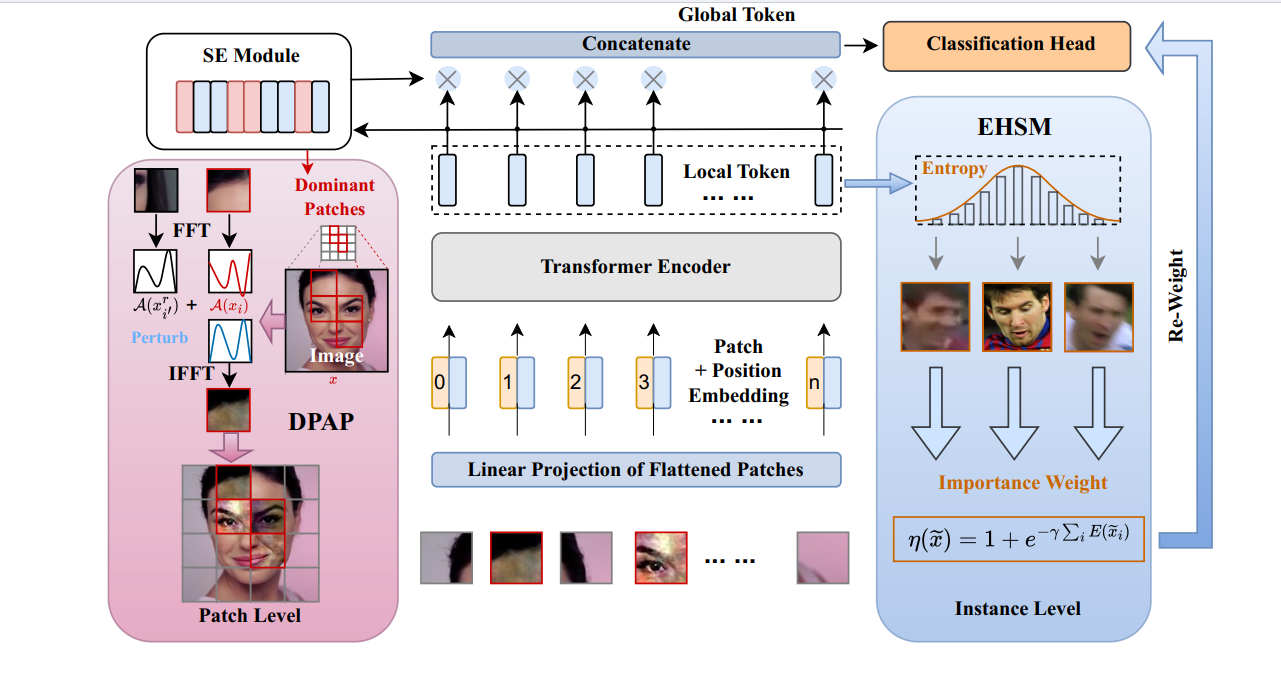 Global Token
SE Module
Concatenate
Classification Head
EHSM
Entropy
Local Token
... ...
Dominant
Patches
FFT
Transformer Encoder
𝒜(x^r_{i'}) + 𝒜(x_i)
Perturb
Image
x
IFFT
DPAP
Patch Level
0
1
2
3
n
Patch
+ Position
Embedding
... ...
Linear Projection of Flattened Patches
... ...
Importance Weight
η(x̃) = 1 + e^{−γ∑_i E(x̃_i)}
Instance Level
Re-Weight